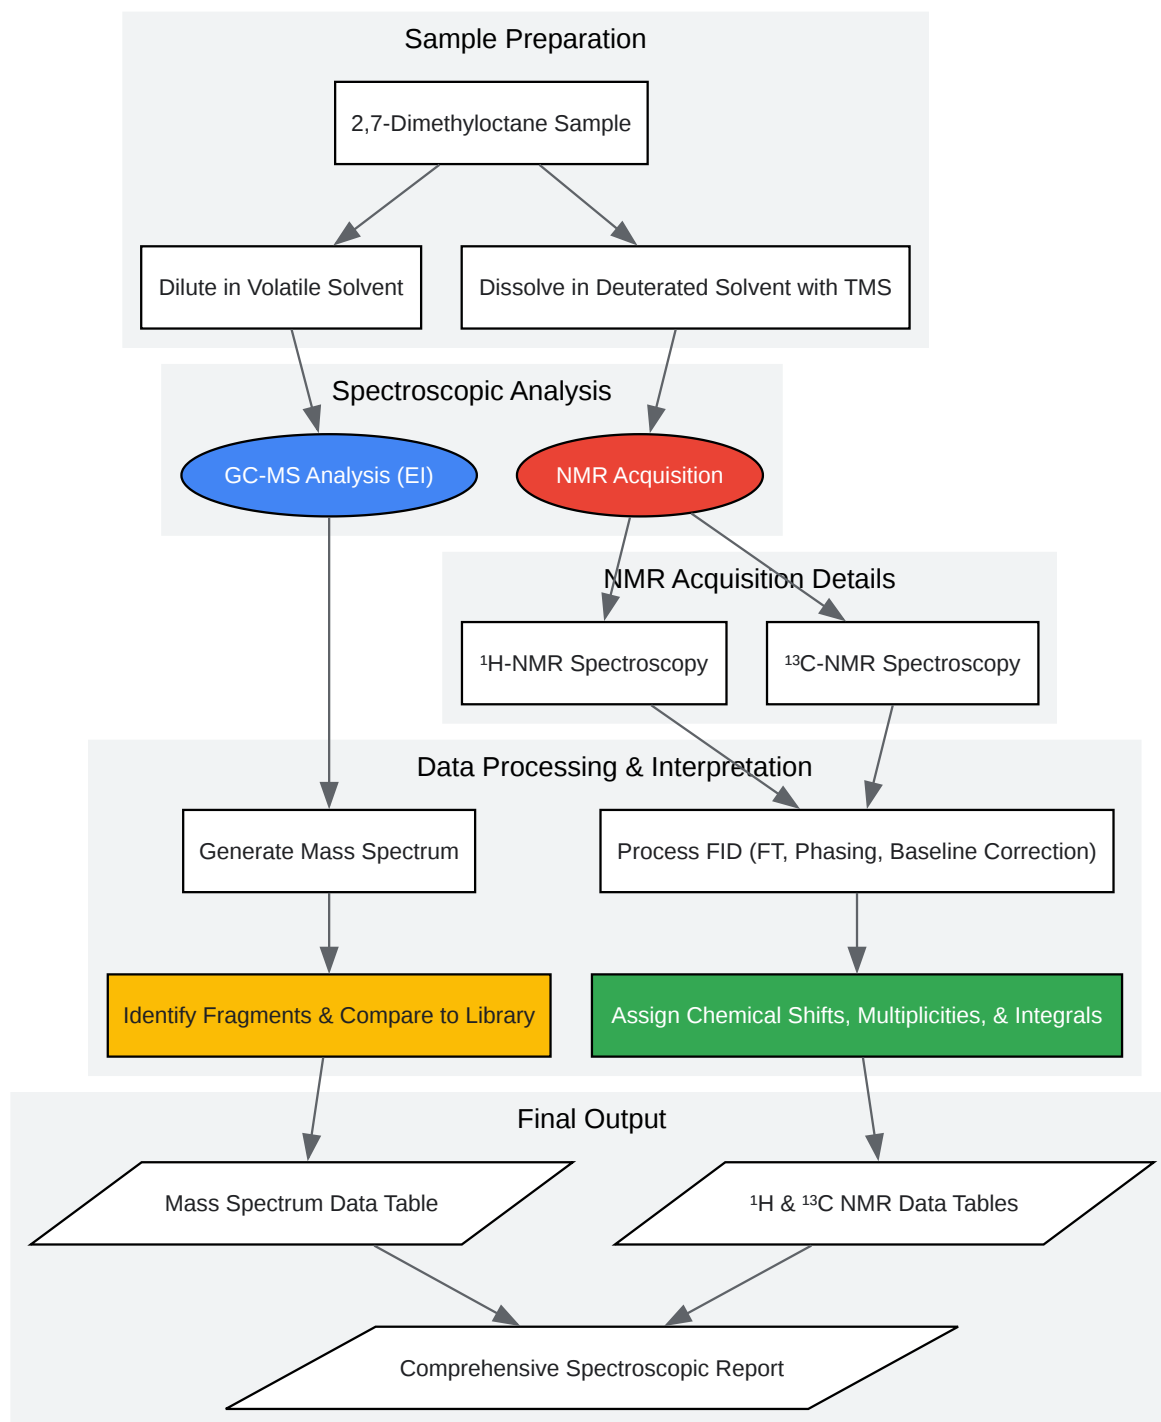 Sample Preparation
2,7-Dimethyloctane Sample
Dilute in Volatile Solvent
Dissolve in Deuterated Solvent with TMS
Spectroscopic Analysis
GC-MS Analysis (EI)
NMR Acquisition
NMR Acquisition Details
¹H-NMR Spectroscopy
¹³C-NMR Spectroscopy
Data Processing & Interpretation
Generate Mass Spectrum
Process FID (FT, Phasing, Baseline Correction)
Identify Fragments & Compare to Library
Assign Chemical Shifts, Multiplicities, & Integrals
Final Output
Mass Spectrum Data Table
¹H & ¹³C NMR Data Tables
Comprehensive Spectroscopic Report